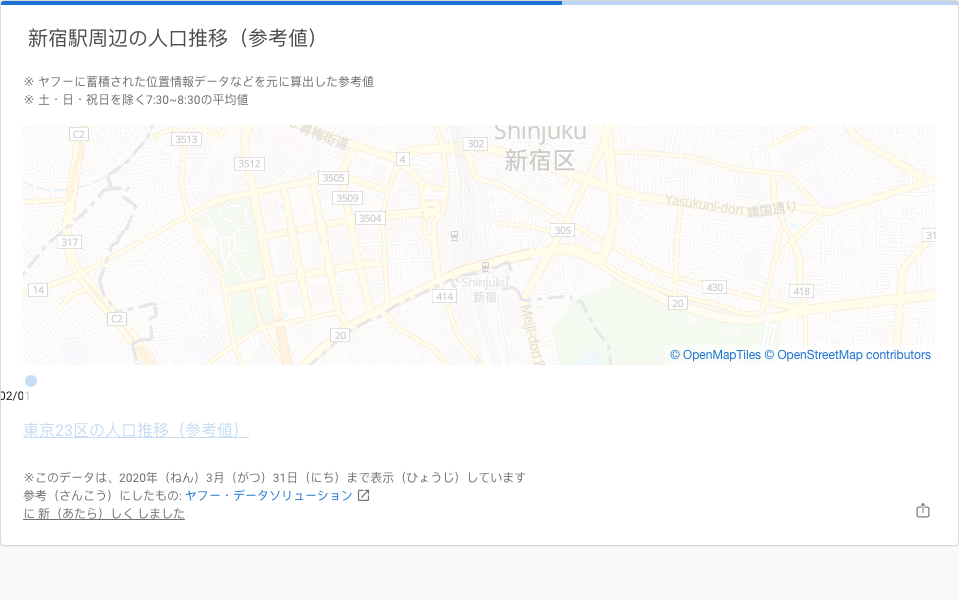 新宿駅周辺の人口推移（参考値）
※ ヤフーに蓄積された位置情報データなどを元に算出した参考値
※ 土・日・祝日を除く7:30~8:30の平均値
C2
3513
青梅街道
302
Shinjuku
新宿区
3512
4
3505
3509
Yasukuni-dori 靖国通り
3504
305
31
317
Shinjuku
新宿
14
414
430
418
20
C2
Meiji-dori
20
© OpenMapTiles © OpenStreetMap contributors
02/01
東京23区の人口推移（参考値）
※このデータは、2020年（ねん）3月（がつ）31日（にち）まで表示（ひょうじ）しています
参考（さんこう）にしたもの: ヤフー・データソリューション
に 新（あたら）しく しました